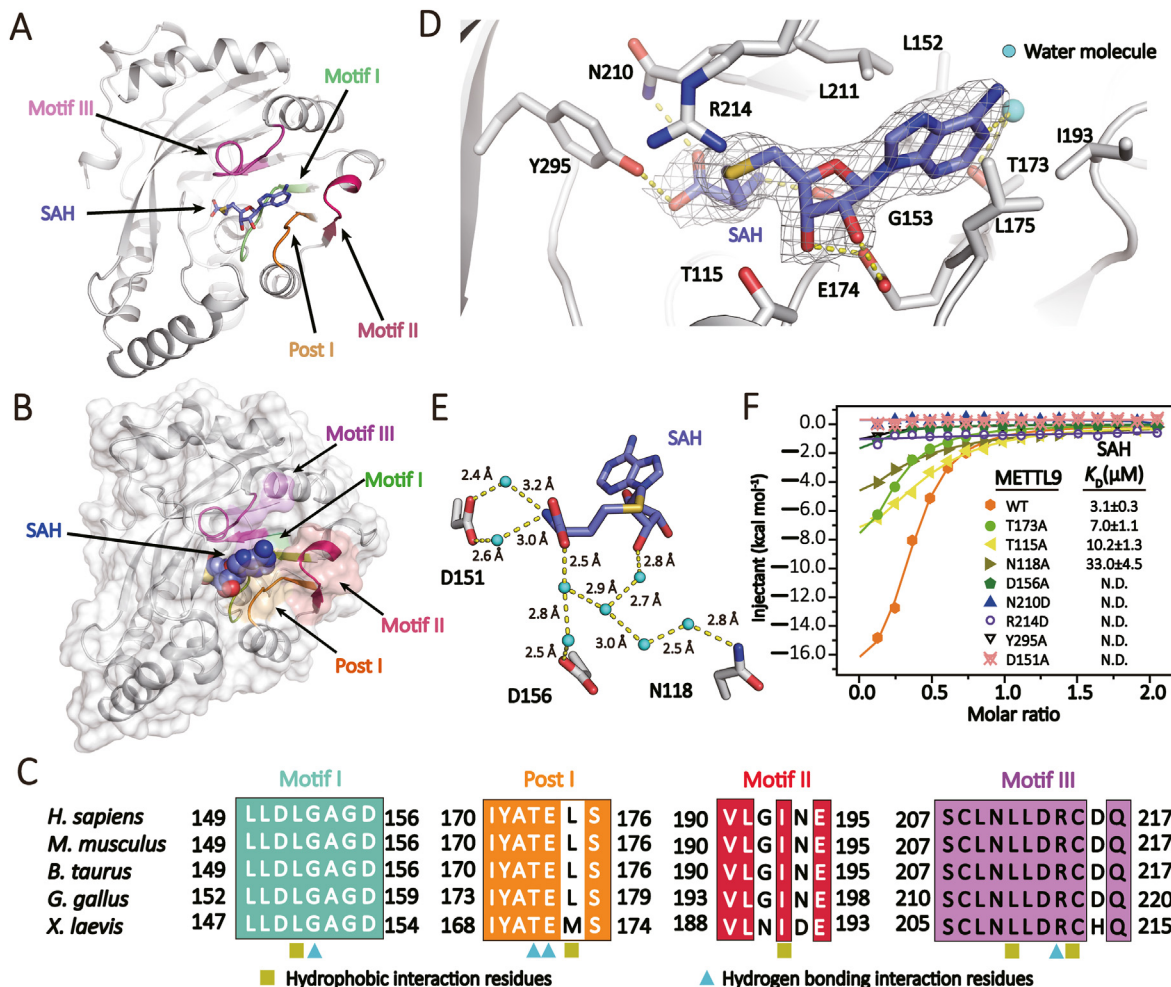 A
Motif I
Motif III
SAH
Post I
Motif II
B
Motif III
Motif I
SAH
Motif II
Post I
D
N210
R214
L211
L152
Water molecule
Y295
I193
T173
SAH
G153
L175
T115
E174
E
SAH
2.4 Å
3.2 Å
2.6 Å
3.0 Å
D151
2.5 Å
2.8 Å
2.9 Å
2.7 Å
2.8 Å
3.0 Å
2.8 Å
2.5 Å
2.5 Å
D156
N118
F
Injectant (kcal mol-1)
0.0
−2.0
−4.0
−6.0
−8.0
−10.0
−12.0
−14.0
−16.0
0.0 0.5 1.0 1.5 2.0
Molar ratio
SAH
METTL9 KD(μM)
WT 3.1±0.3
T173A 7.0±1.1
T115A 10.2±1.3
N118A 33.0±4.5
D156A N.D.
N210D N.D.
R214D N.D.
Y295A N.D.
D151A N.D.
C
Motif I Post I Motif II Motif III
H. sapiens 149 LLDLGAGD 156 170 IYATELS 176 190 VLGINE 195 207 SCLNLLDRCDQ 217
M. musculus 149 LLDLGAGD 156 170 IYATELS 176 190 VLGINE 195 207 SCLNLLDRCDQ 217
B. taurus 149 LLDLGAGD 156 170 IYATELS 176 190 VLGINE 195 207 SCLNLLDRCDQ 217
G. gallus 152 LLDLGAGD 159 173 IYATELS 179 193 VLGINE 198 210 SCLNLLDRCDQ 220
X. laevis 147 LLDLGAGD 154 168 IYATEMS 174 188 VLNIDE 193 205 SCLNLLDRCHQ 215
Hydrophobic interaction residues Hydrogen bonding interaction residues